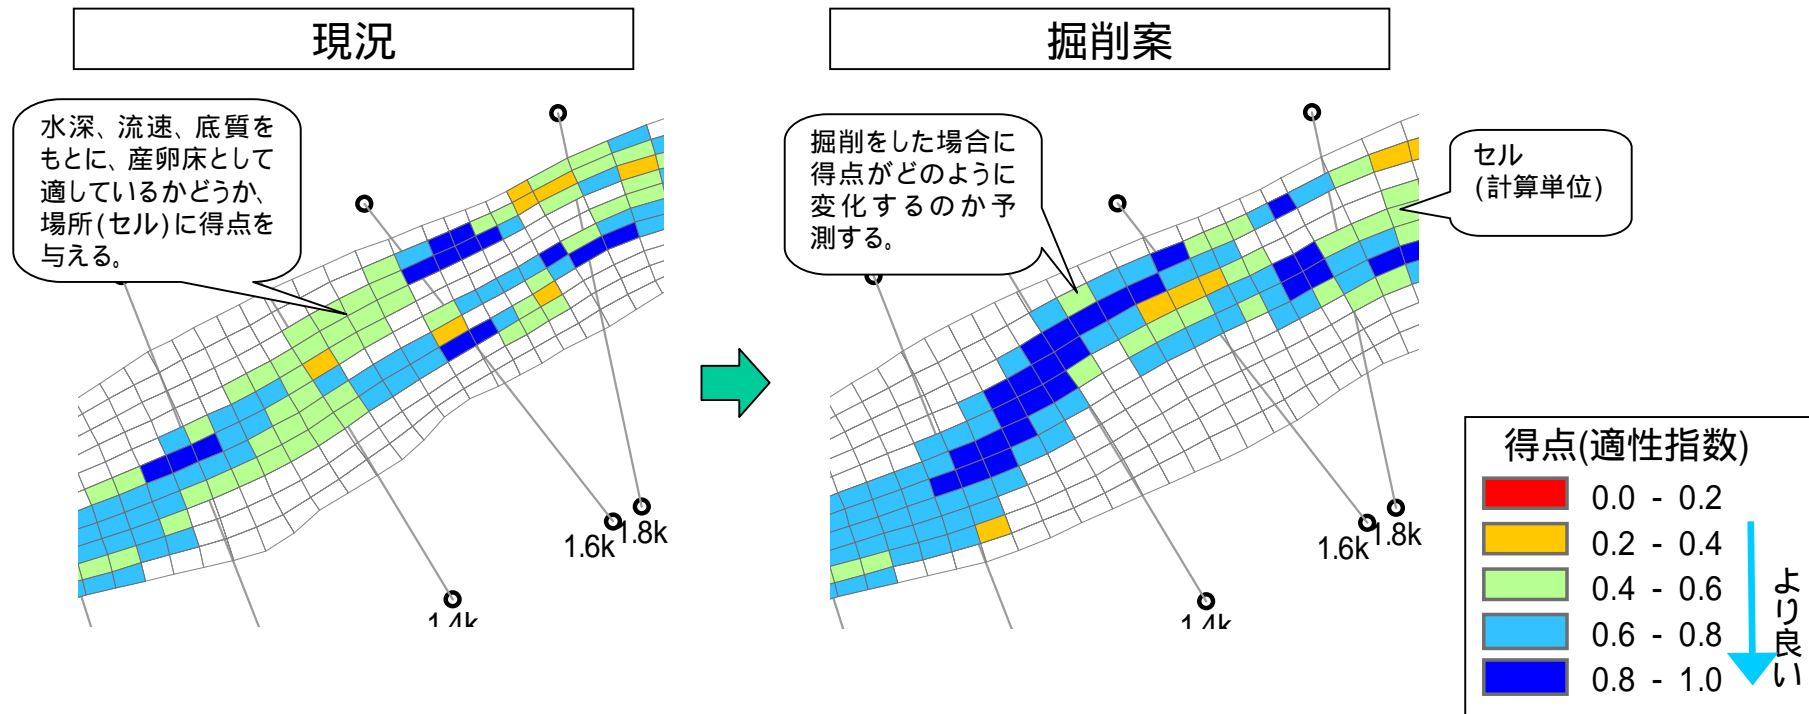 現況
掘削案
水深、流速、底質を
もとに、産卵床として
適しているかどうか、
場所(セル)に得点を
与える。
掘削をした場合に
得点がどのように
変化するのか予
測する。
セル
(計算単位)
1.6k
1.8k
1.4k
1.6k
1.8k
1.4k
得点(適性指数)
0.0 - 0.2
0.2 - 0.4
0.4 - 0.6
0.6 - 0.8
0.8 - 1.0
より良い